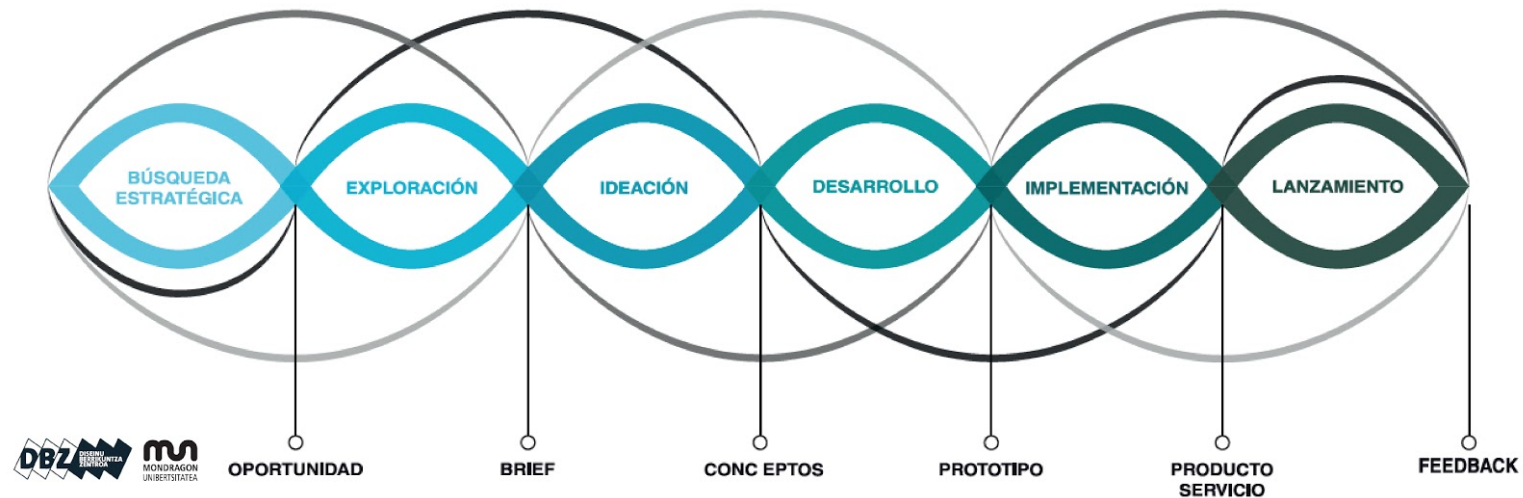 BÚSQUEDA
ESTRATÉGICA
EXPLORACIÓN
IDEACIÓN
DESARROLLO
IMPLEMENTACIÓN
LANZAMIENTO
DBZ
DISEINU
BERRIKUNTZA
ZENTROA
MONDRAGON
UNIBERTSITATEA
OPORTUNIDAD
BRIEF
CONC EPTOS
PROTOTIPO
PRODUCTO
SERVICIO
FEEDBACK